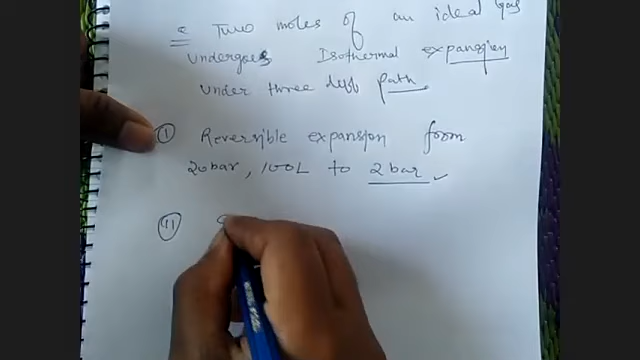 Two moles of an ideal gas
undergoes Isothermal expansion
under three diff path.
(i) Reversible expansion from
20 bar, 100L to 2 bar
(ii)